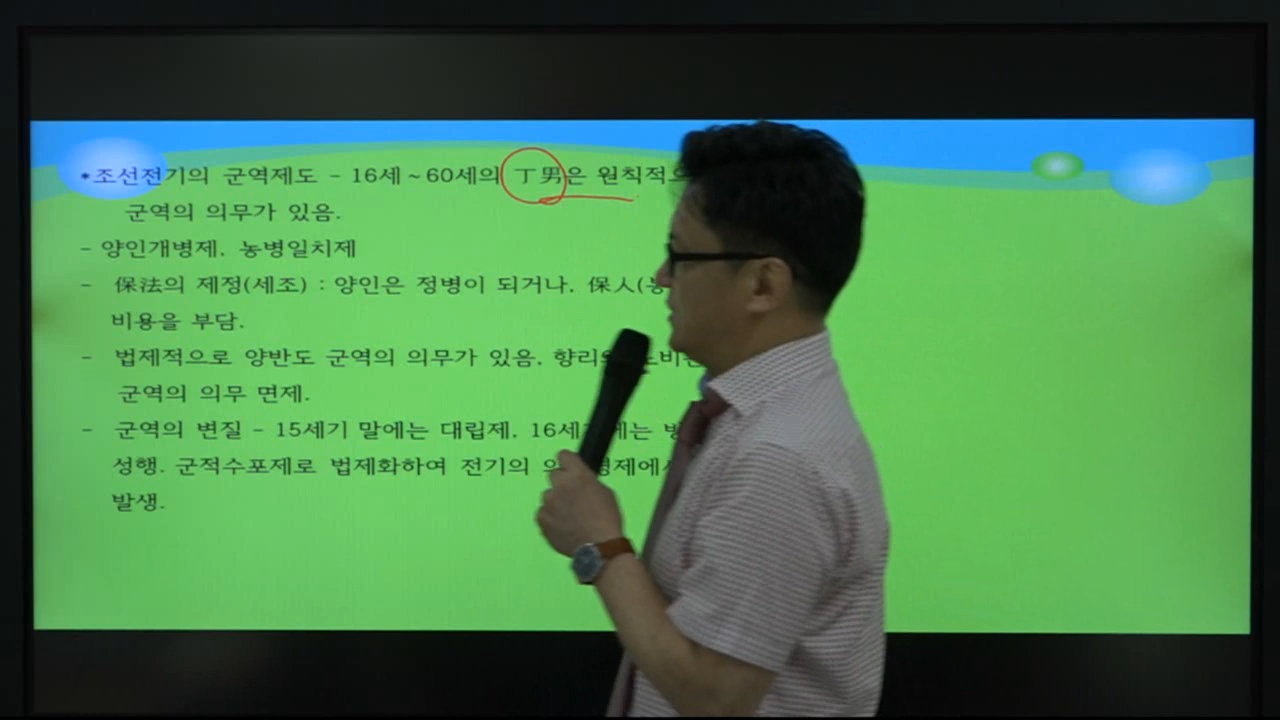 *조선전기의 군역제도 - 16세~60세의 丁男은 원칙적으
군역의 의무가 있음.
- 양인개병제, 농병일치제
- 保法의 제정(세조) : 양인은 정병이 되거나, 保人(
비용을 부담.
- 법제적으로 양반도 군역의 의무가 있음. 향리
군역의 의무 면제.
- 군역의 변질 - 15세기 말에는 대립제, 16세기에는
성행. 군적수포제로 법제화하여 전기의
발생.